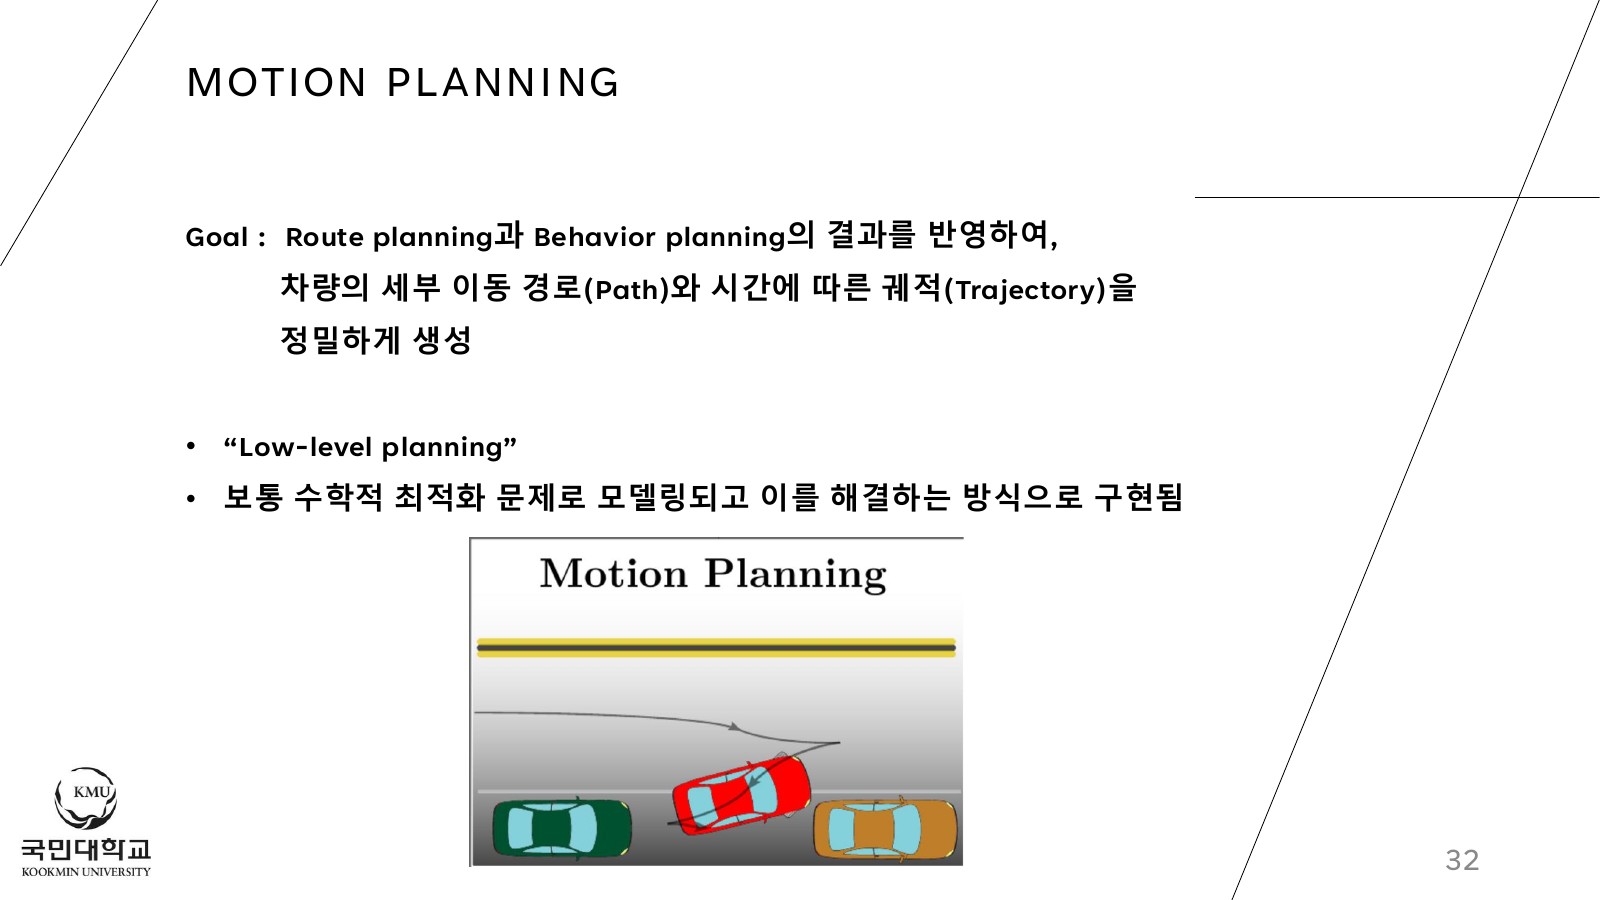 MOTION PLANNING
Goal : Route planning과 Behavior planning의 결과를 반영하여,
차량의 세부 이동 경로(Path)와 시간에 따른 궤적(Trajectory)을
정밀하게 생성
• “Low-level planning”
• 보통 수학적 최적화 문제로 모델링되고 이를 해결하는 방식으로 구현됨
Motion Planning
KMU
국민대학교
KOOKMIN UNIVERSITY
32